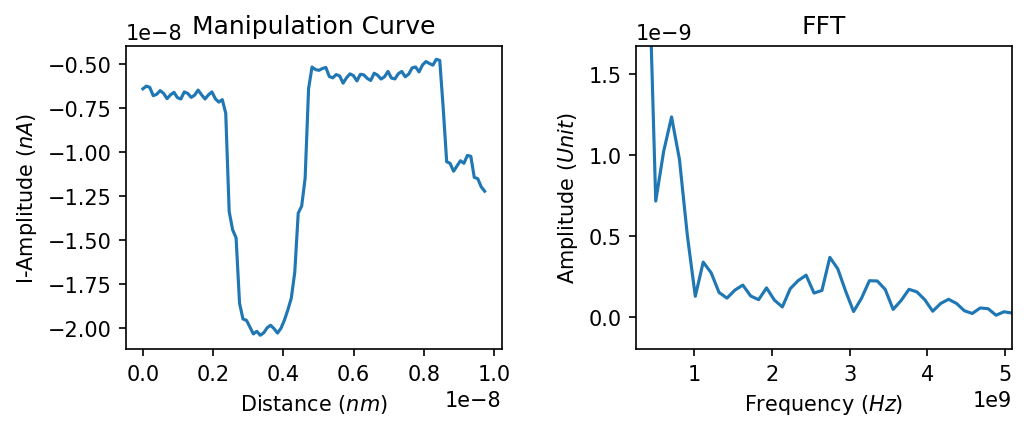 Manipulation Curve
1e−8
−0.50
−0.75
−1.00
−1.25
−1.50
−1.75
−2.00
I-Amplitude (nA)
0.0 0.2 0.4 0.6 0.8 1.0
1e−8
Distance (nm)
FFT
1e−9
1.5
1.0
0.5
0.0
Amplitude (Unit)
1 2 3 4 5
1e9
Frequency (Hz)